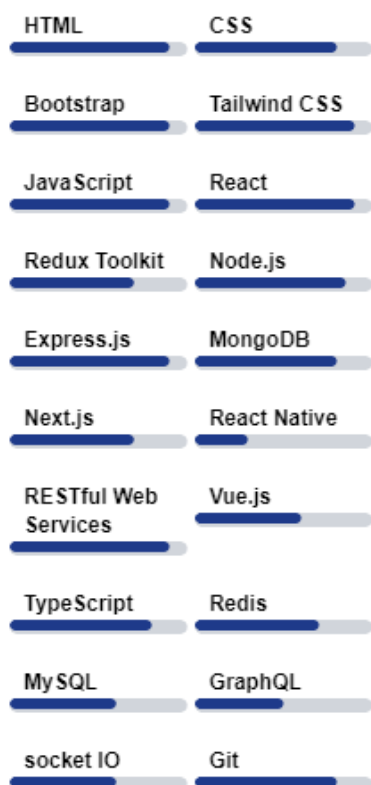 HTML
CSS
Bootstrap
Tailwind CSS
JavaScript
React
Redux Toolkit
Node.js
Express.js
MongoDB
Next.js
React Native
RESTful Web
Services
Vue.js
TypeScript
Redis
MySQL
GraphQL
socket IO
Git